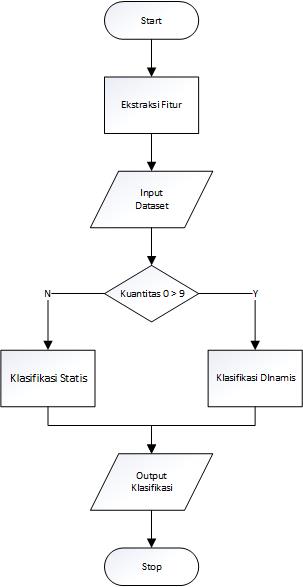 Start
Ekstraksi Fitur
Input
Dataset
Kuantitas 0 > 9
N
Y
Klasifikasi Statis
Klasifikasi DInamis
Output
Klasifikasi
Stop